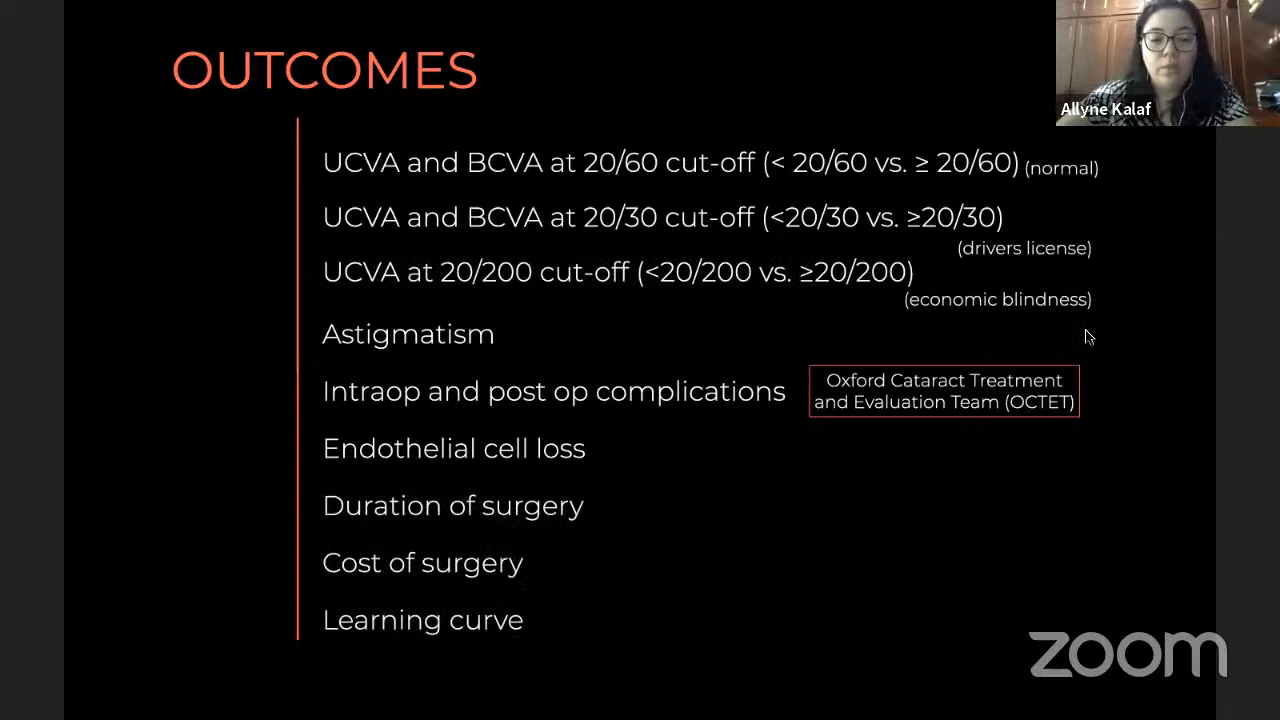 OUTCOMES
Allyne Kalaf
UCVA and BCVA at 20/60 cut-off (< 20/60 vs. ≥ 20/60) (normal)
UCVA and BCVA at 20/30 cut-off (<20/30 vs. ≥20/30)
(drivers license)
UCVA at 20/200 cut-off (<20/200 vs. ≥20/200)
(economic blindness)
Astigmatism
Intraop and post op complications
Oxford Cataract Treatment
and Evaluation Team (OCTET)
Endothelial cell loss
Duration of surgery
Cost of surgery
Learning curve
zoom